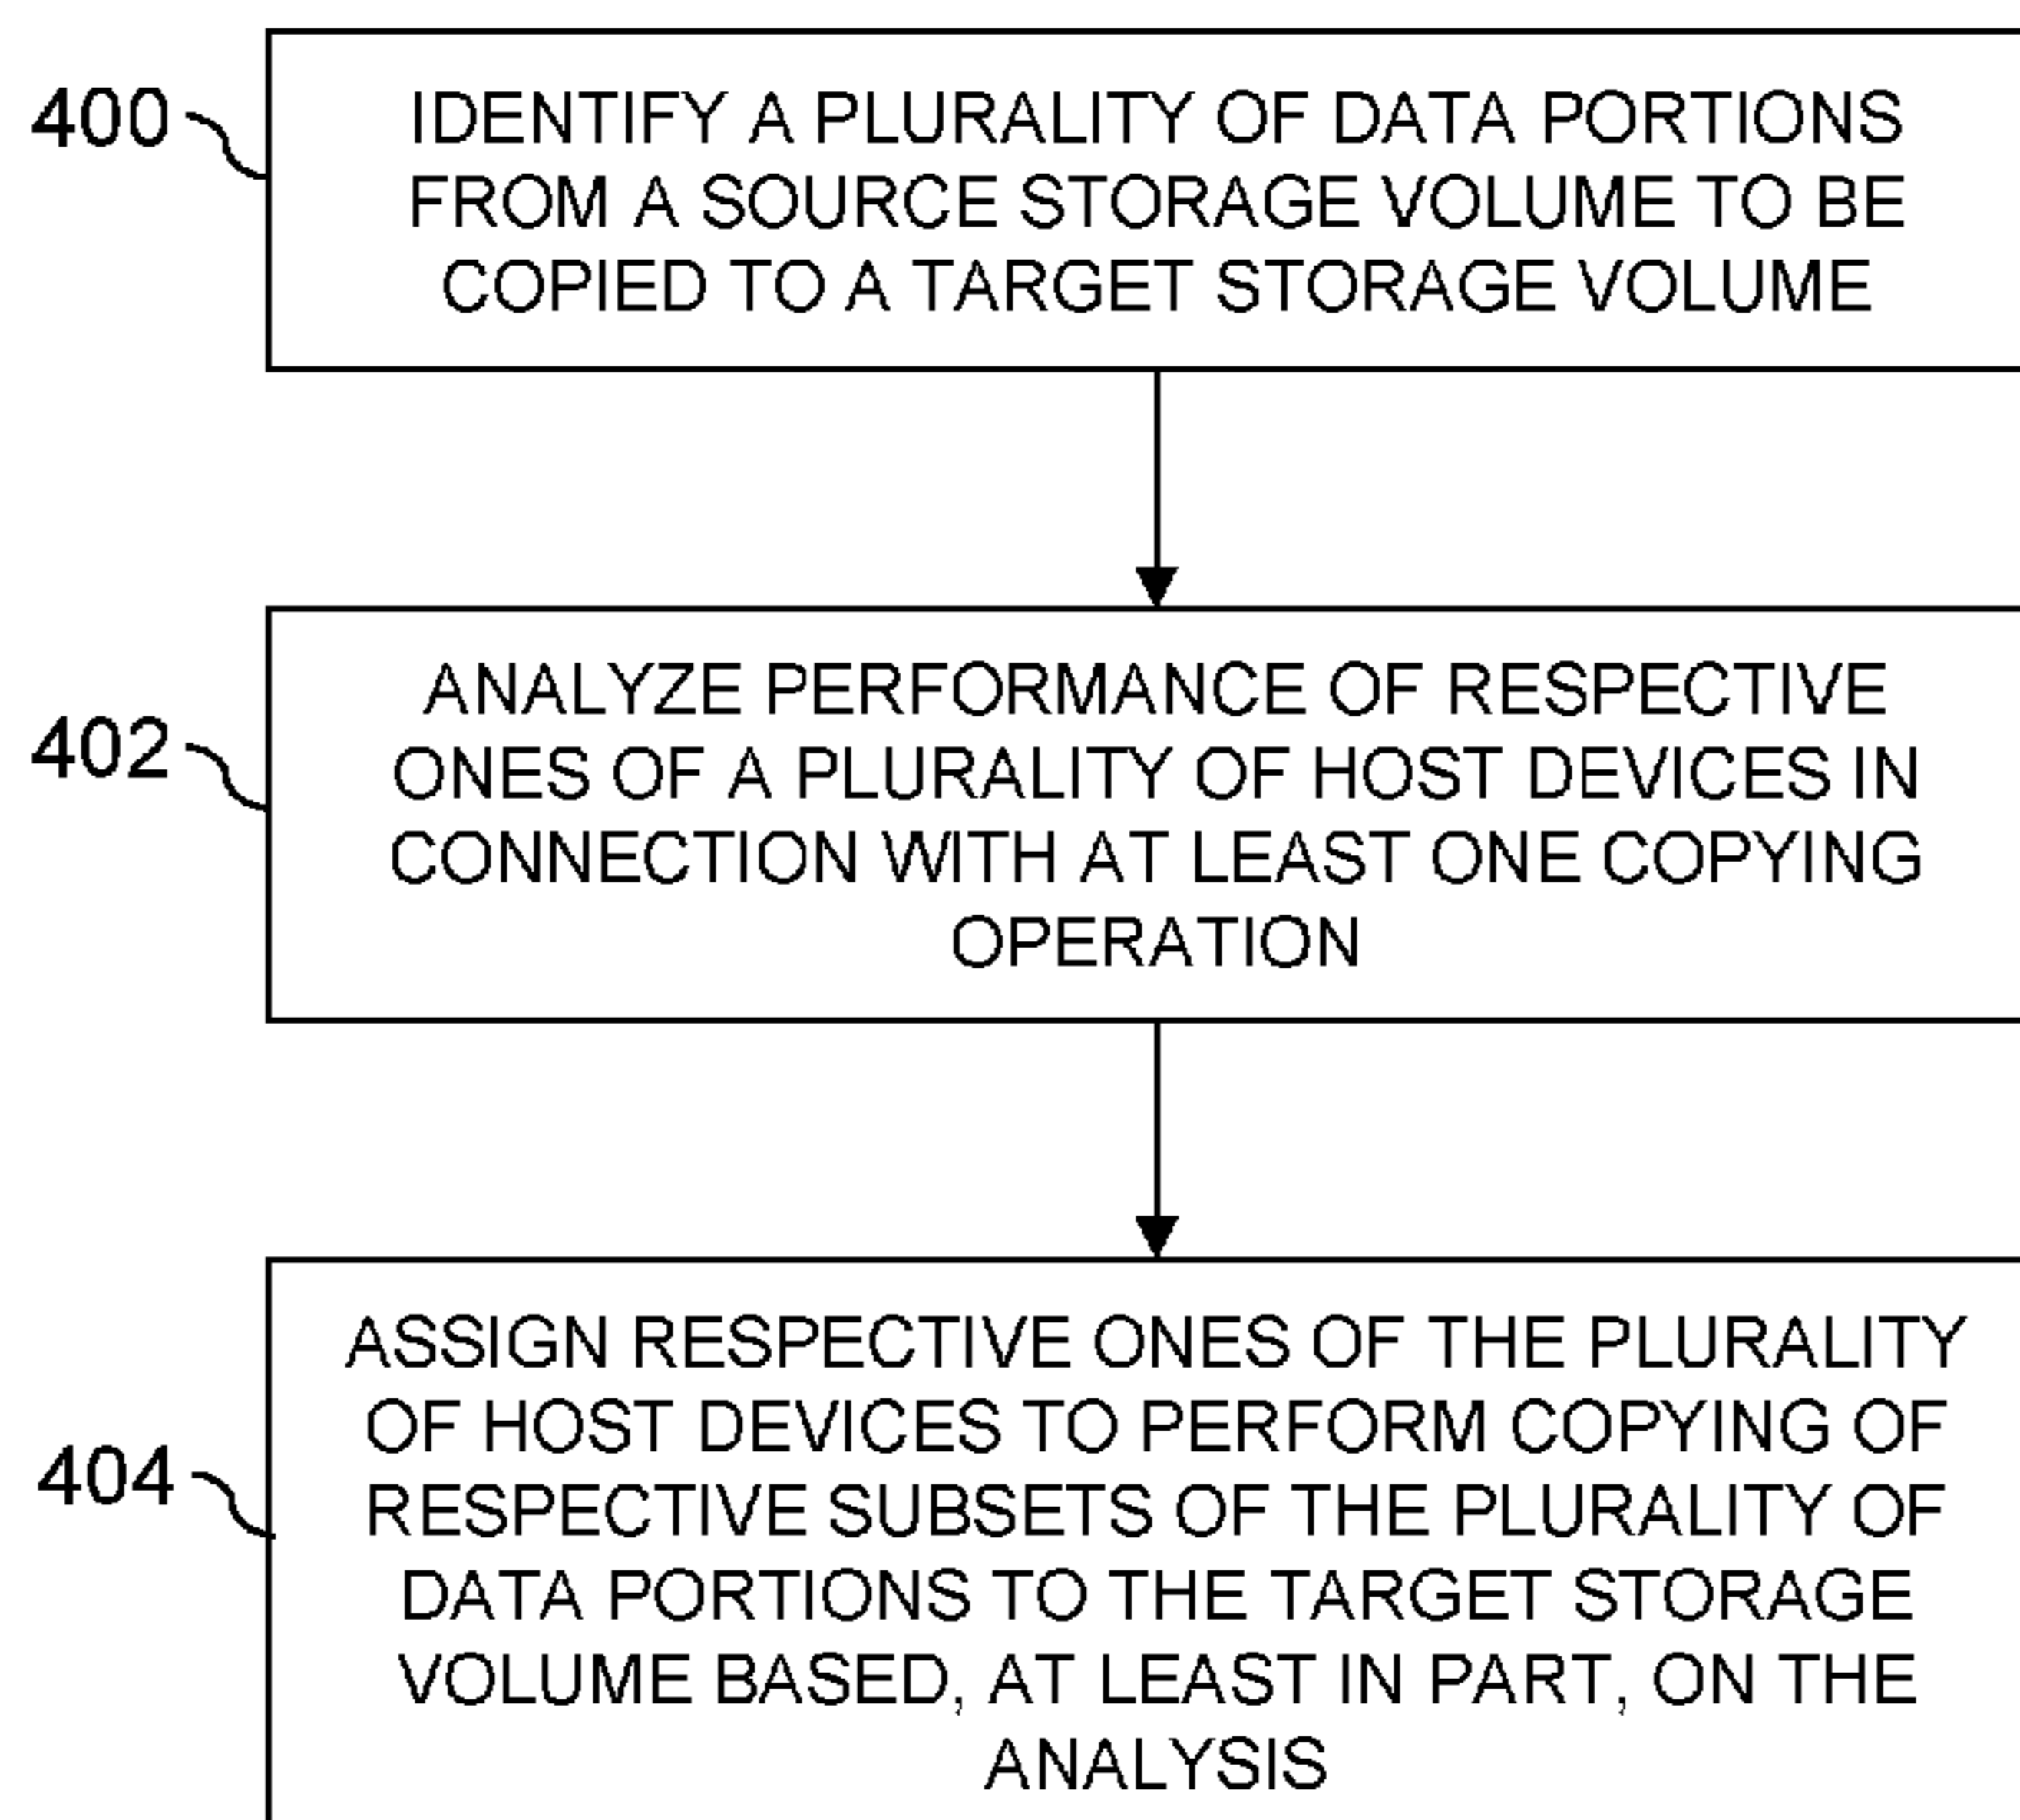 400
IDENTIFY A PLURALITY OF DATA PORTIONS
FROM A SOURCE STORAGE VOLUME TO BE
COPIED TO A TARGET STORAGE VOLUME
402
ANALYZE PERFORMANCE OF RESPECTIVE
ONES OF A PLURALITY OF HOST DEVICES IN
CONNECTION WITH AT LEAST ONE COPYING
OPERATION
404
ASSIGN RESPECTIVE ONES OF THE PLURALITY
OF HOST DEVICES TO PERFORM COPYING OF
RESPECTIVE SUBSETS OF THE PLURALITY OF
DATA PORTIONS TO THE TARGET STORAGE
VOLUME BASED, AT LEAST IN PART, ON THE
ANALYSIS